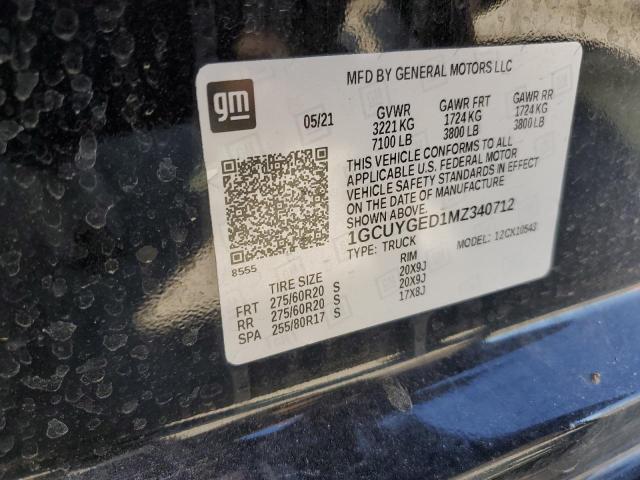 gm
MFD BY GENERAL MOTORS LLC
05/21 GVWR GAWR FRT GAWR RR
3221 KG 1724 KG 1724 KG
7100 LB 3800 LB 3800 LB
THIS VEHICLE CONFORMS TO ALL
APPLICABLE U.S. FEDERAL MOTOR
VEHICLE SAFETY STANDARDS IN EFFECT
ON THE DATE OF MANUFACTURE
SHOWN ABOVE.
1GCUYGED1MZ340712
TYPE: TRUCK MODEL: 12CK10543
8555
TIRE SIZE RIM
FRT 275/60R20 S 20X9J
RR 275/60R20 S 20X9J
SPA 255/80R17 S 17X8J